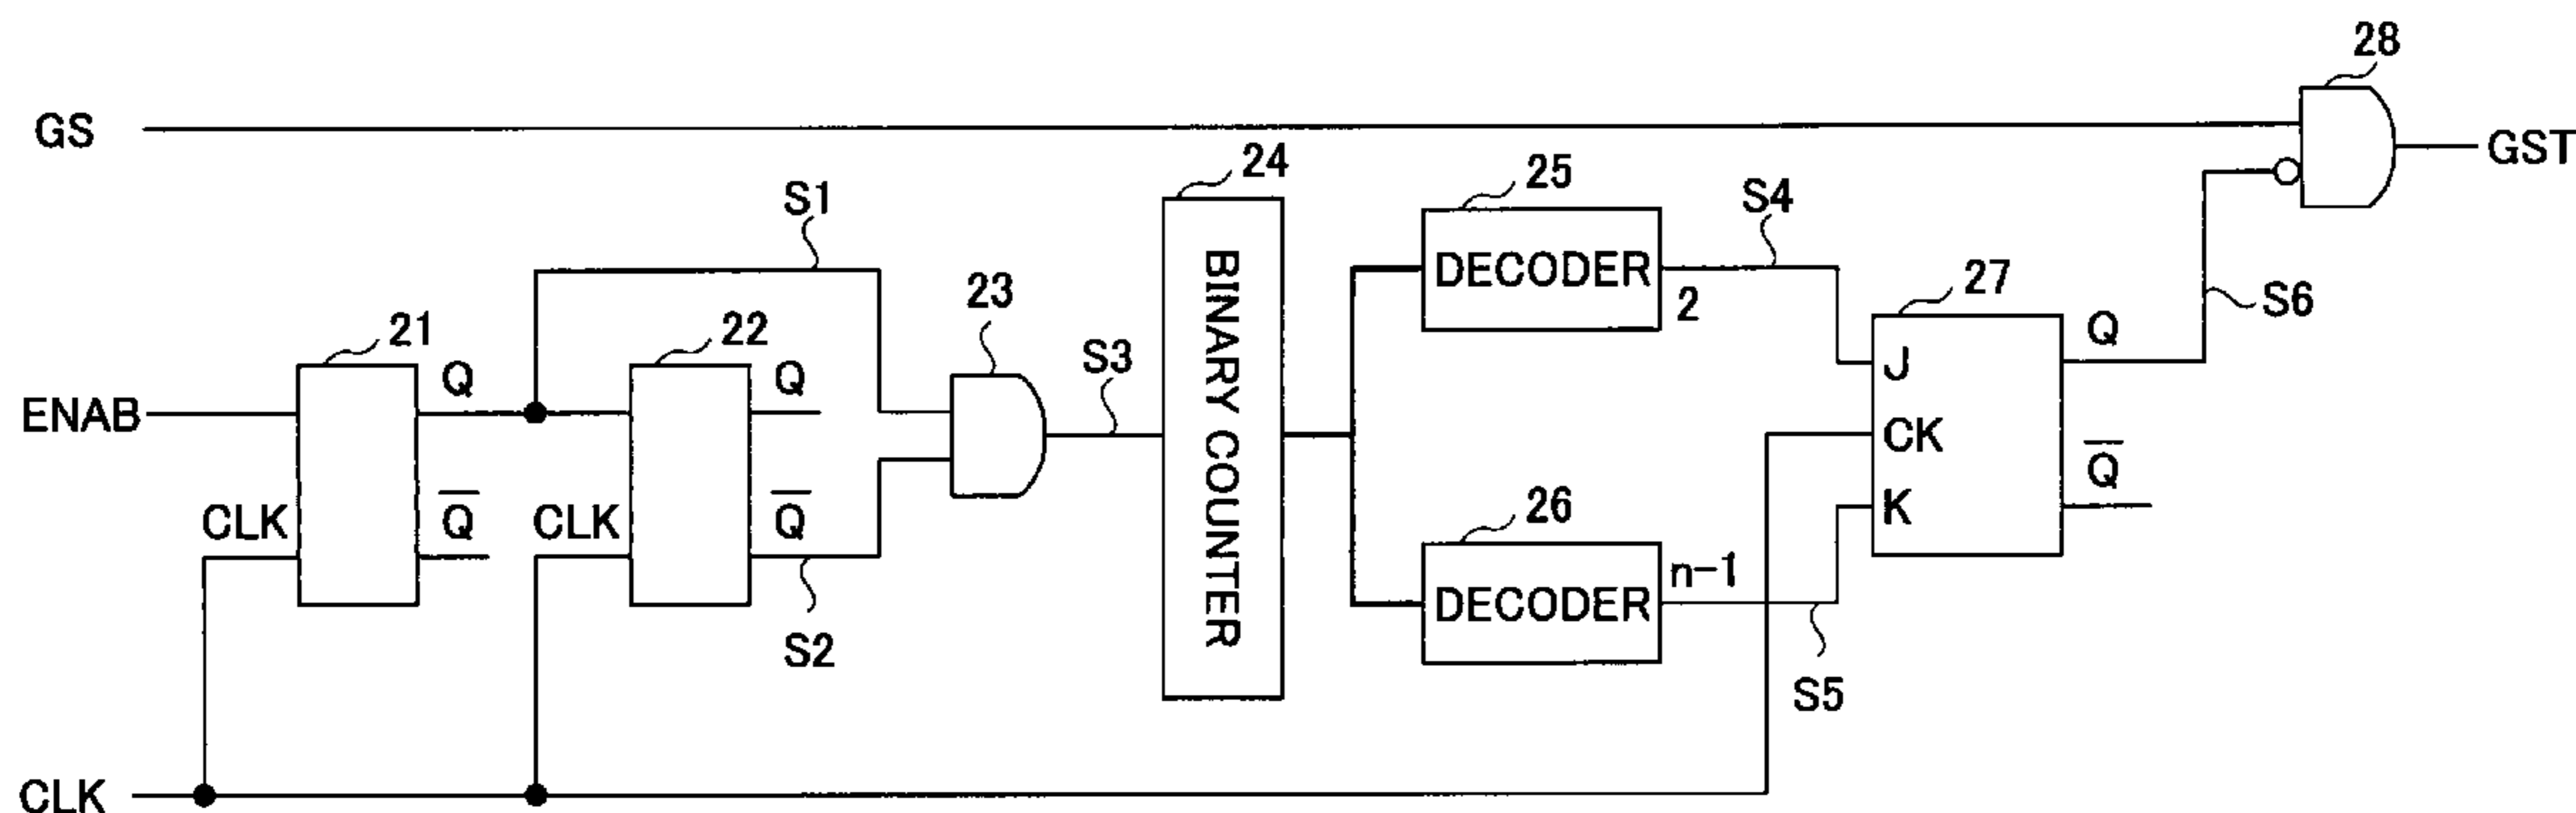 28
GS
GST
24
25
S1
S4
BINARY COUNTER
DECODER
2
27
S6
23
21
22
Q
Q
S3
J
Q
ENAB
CK
Q̅
K
26
CLK
Q̅
CLK
Q̅
DECODER
n-1
S2
S5
CLK